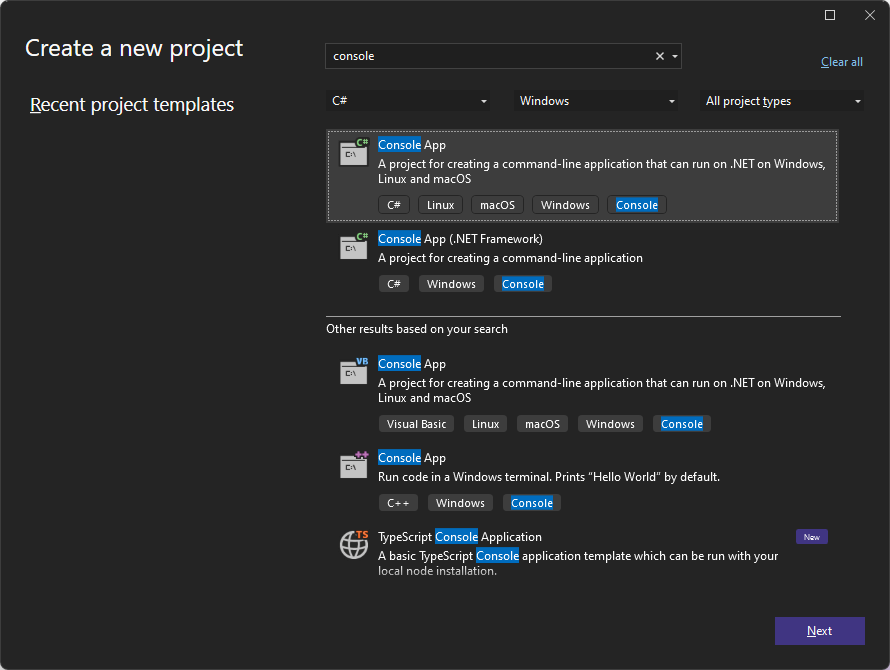 Create a new project
Recent project templates
console
Clear all
C#
Windows
All project types
C#
C:\
Console App
A project for creating a command-line application that can run on .NET on Windows,
Linux and macOS
C# Linux macOS Windows Console
C#
C:\
Console App (.NET Framework)
A project for creating a command-line application
C# Windows Console
Other results based on your search
VB
C:\
Console App
A project for creating a command-line application that can run on .NET on Windows,
Linux and macOS
Visual Basic Linux macOS Windows Console
++
C:\
Console App
Run code in a Windows terminal. Prints “Hello World” by default.
C++ Windows Console
TS
TypeScript Console Application
New
A basic TypeScript Console application template which can be run with your
local node installation.
Next